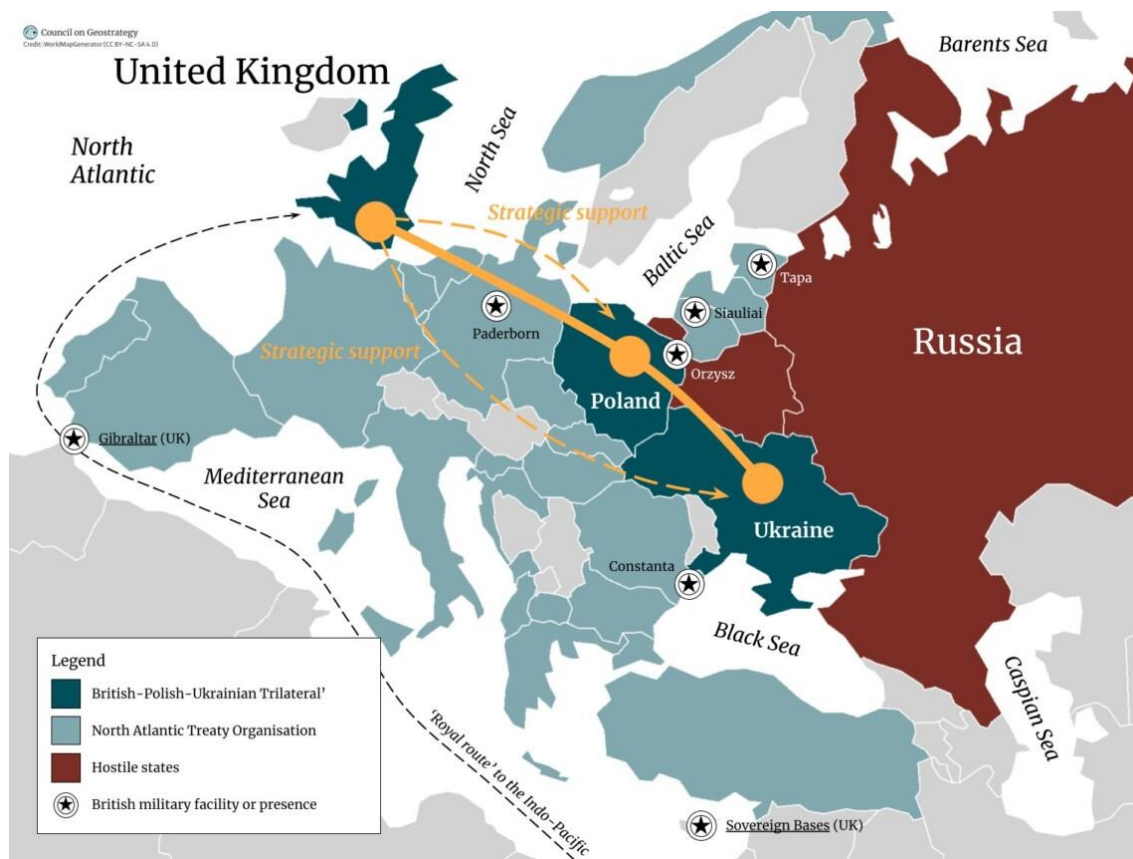 Council on Geostrategy
Credit: WorldMapGenerator (CC BY-NC-SA 4.0)
United Kingdom
Barents Sea
North
Atlantic
North Sea
Strategic support
Baltic Sea
Tapa
Siauliai
Paderborn
Russia
Strategic support
Orzysz
Poland
Gibraltar (UK)
Mediterranean
Sea
Ukraine
Constanta
Black Sea
Caspian Sea
Legend
British-Polish-Ukrainian Trilateral’
North Atlantic Treaty Organisation
Hostile states
British military facility or presence
‘Royal route’ to the Indo-Pacific
Sovereign Bases (UK)